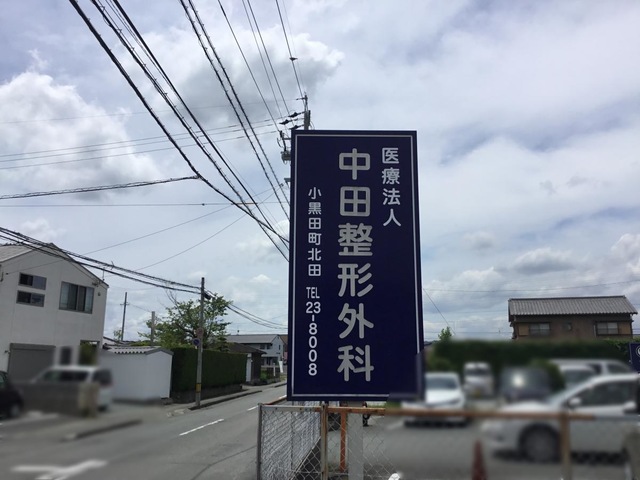 医療法人
中田整形外科
小黒田町北田
TEL 23-8008